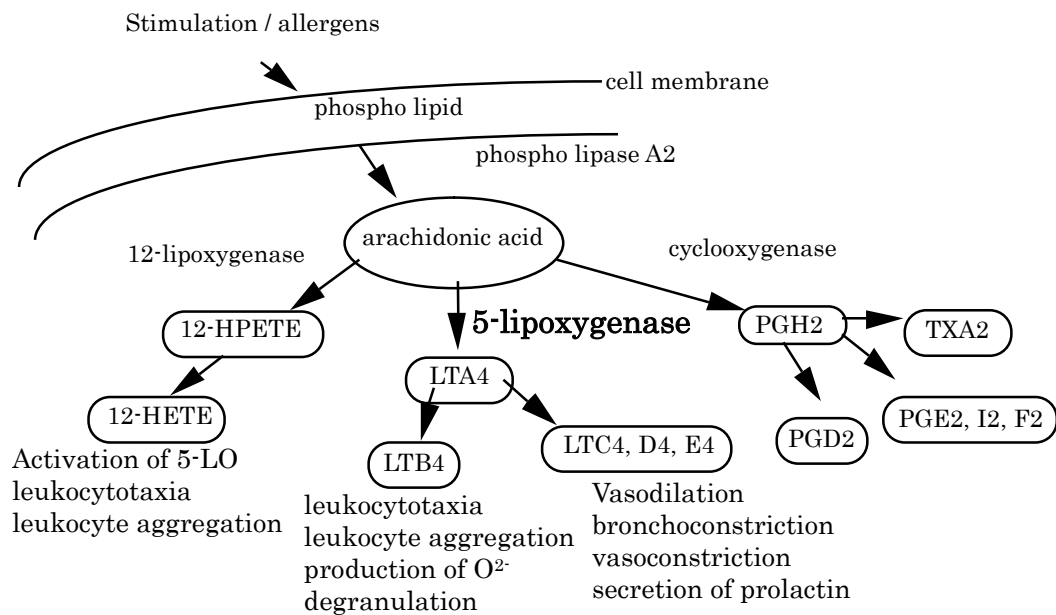 Stimulation / allergens
cell membrane
phospho lipid
phospho lipase A2
arachidonic acid
12-lipoxygenase
cyclooxygenase
5-lipoxygenase
12-HPETE
PGH2
TXA2
LTA4
12-HETE
PGE2, I2, F2
PGD2
LTB4
LTC4, D4, E4
Activation of 5-LO
leukocytotaxia
leukocyte aggregation
leukocytotaxia
leukocyte aggregation
production of O²⁻
degranulation
Vasodilation
bronchoconstriction
vasoconstriction
secretion of prolactin